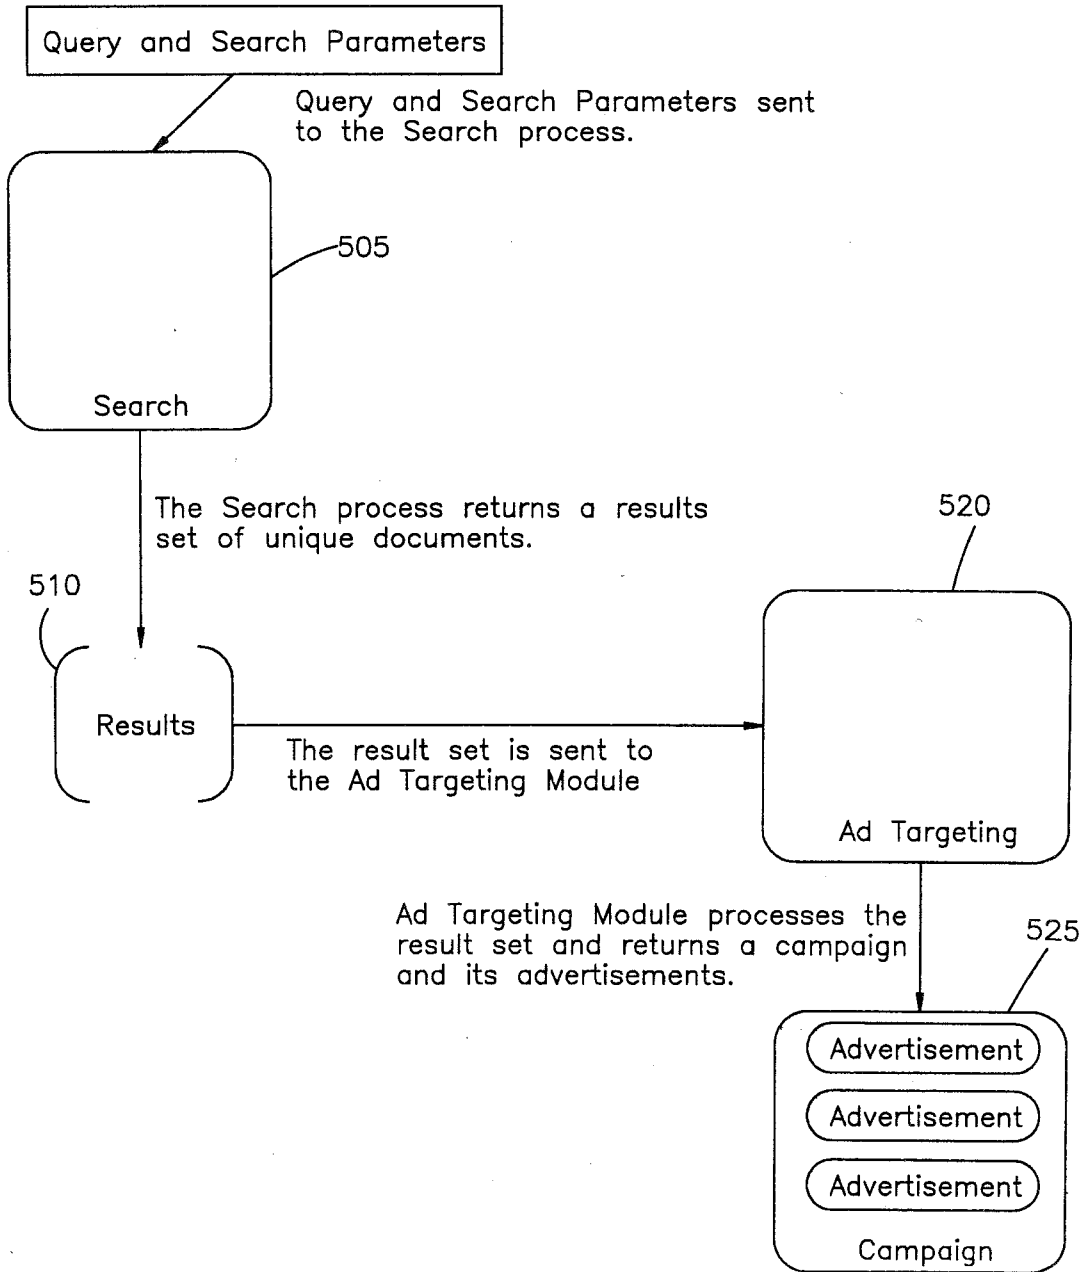 Query and Search Parameters
Query and Search Parameters sent
to the Search process.
505
Search
The Search process returns a results
set of unique documents.
520
510
Results
The result set is sent to
the Ad Targeting Module
Ad Targeting
Ad Targeting Module processes the
result set and returns a campaign
and its advertisements.
525
Advertisement
Advertisement
Advertisement
Campaign